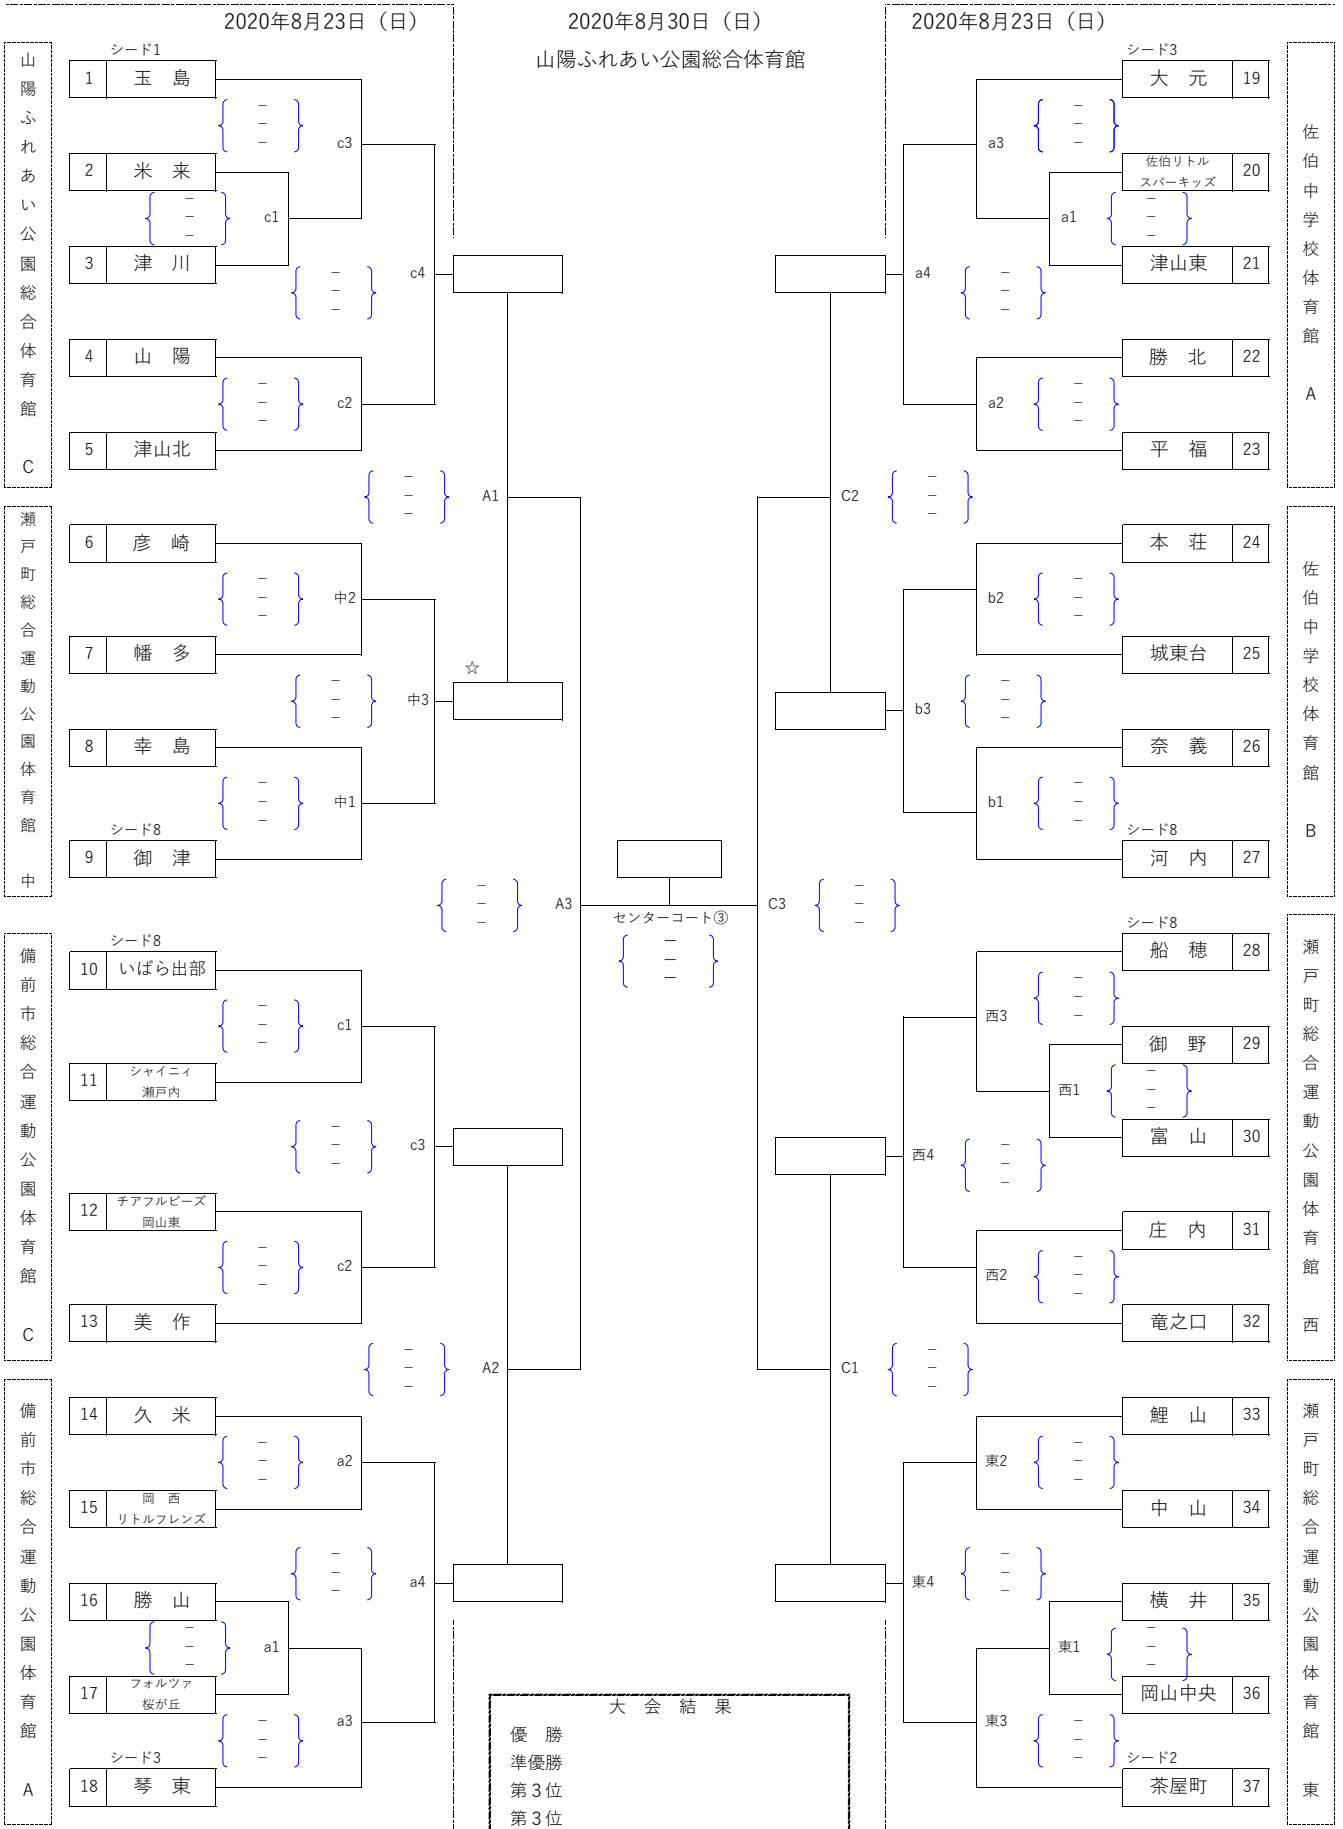 2020年8月23日（日）
2020年8月30日（日）
2020年8月23日（日）
山陽ふれあい公園総合体育館
山陽ふれあい公園総合体育館 C
シード1
1 玉 島
－
－
－
c3
2 米 来
－
－
－
c1
3 津 川
－
－
－
c4
4 山 陽
－
－
－
c2
5 津山北
－
－
－
A1
瀬戸町総合運動公園体育館 中
6 彦 崎
－
－
－
中2
7 幡 多
－
－
－
中3
☆
8 幸 島
－
－
－
中1
シード8
9 御 津
－
－
－
A3
備前市総合運動公園体育館 C
シード8
10 いばら出部
－
－
－
c1
11 シャイニィ
瀬戸内
－
－
－
c3
12 チアフルピーズ
岡山東
－
－
－
c2
13 美 作
－
－
－
A2
備前市総合運動公園体育館 A
14 久 米
－
－
－
a2
15 岡 西
リトルフレンズ
－
－
－
a4
16 勝 山
－
－
－
a1
17 フォルツァ
桜が丘
－
－
－
a3
シード3
18 琴 東
センターコート③
－
－
－
大 会 結 果
優 勝
準優勝
第３位
第３位
佐伯中学校体育館 A
シード3
大 元 19
a3
－
－
－
佐伯リトル
スパーキッズ 20
a1
－
－
－
津山東 21
a4
－
－
－
勝 北 22
a2
－
－
－
平 福 23
C2
－
－
－
佐伯中学校体育館 B
本 荘 24
b2
－
－
－
城東台 25
b3
－
－
－
奈 義 26
b1
－
－
－
シード8
河 内 27
C3
－
－
－
瀬戸町総合運動公園体育館 西
シード8
船 穂 28
西3
－
－
－
御 野 29
西1
－
－
－
富 山 30
西4
－
－
－
庄 内 31
西2
－
－
－
竜之口 32
C1
－
－
－
瀬戸町総合運動公園体育館 東
鯉 山 33
東2
－
－
－
中 山 34
東4
－
－
－
横 井 35
東1
－
－
－
岡山中央 36
東3
－
－
－
シード2
茶屋町 37